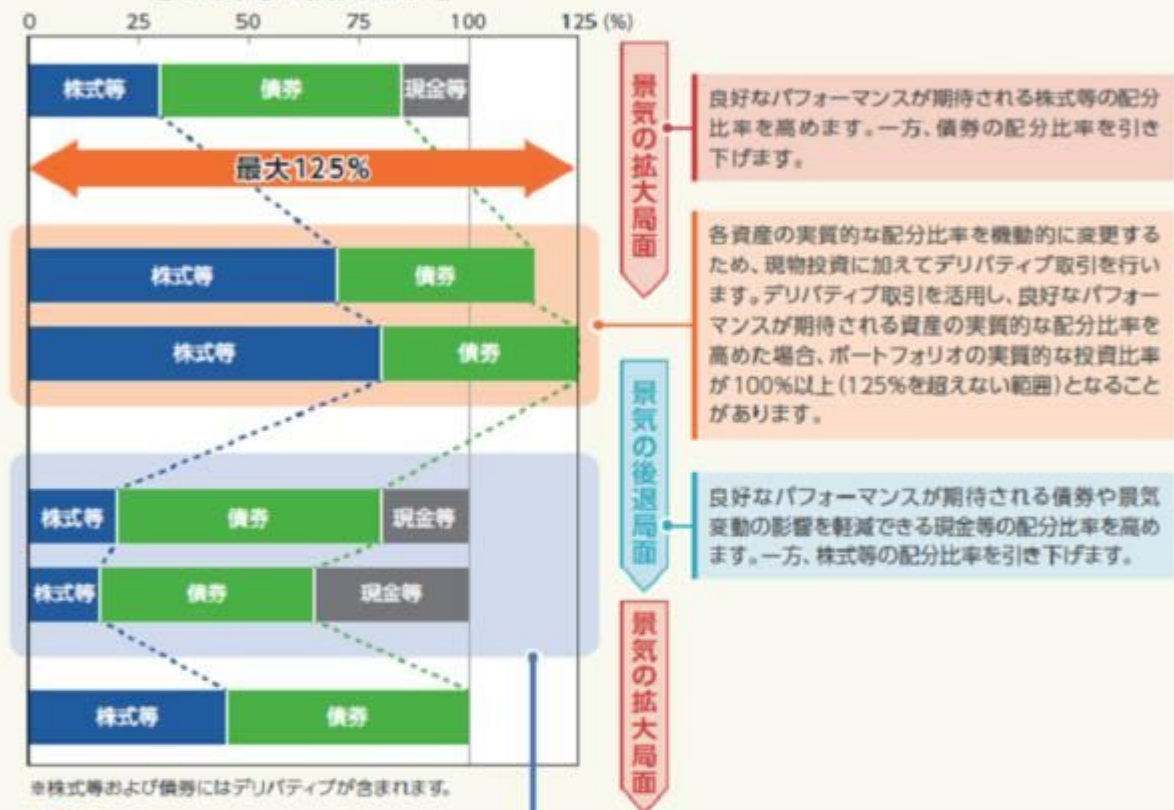 0 25 50 75 100 125 (%)
株式等 債券 現金等
最大125%
株式等 債券
株式等 債券
株式等 債券 現金等
株式等 債券 現金等
株式等 債券
※株式等および債券にはデリバティブが含まれます。
景気の拡大局面
良好なパフォーマンスが期待される株式等の配分
比率を高めます。一方、債券の配分比率を引き
下げます。
各資産の実質的な配分比率を機動的に変更する
ため、現物投資に加えてデリバティブ取引を行い
ます。デリバティブ取引を活用し、良好なパフォー
マンスが期待される資産の実質的な配分比率を
高めた場合、ポートフォリオの実質的な投資比率
が100%以上(125%を超えない範囲)となること
があります。
景気の後退局面
良好なパフォーマンスが期待される債券や景気
変動の影響を軽減できる現金等の配分比率を高め
ます。一方、株式等の配分比率を引き下げます。
景気の拡大局面